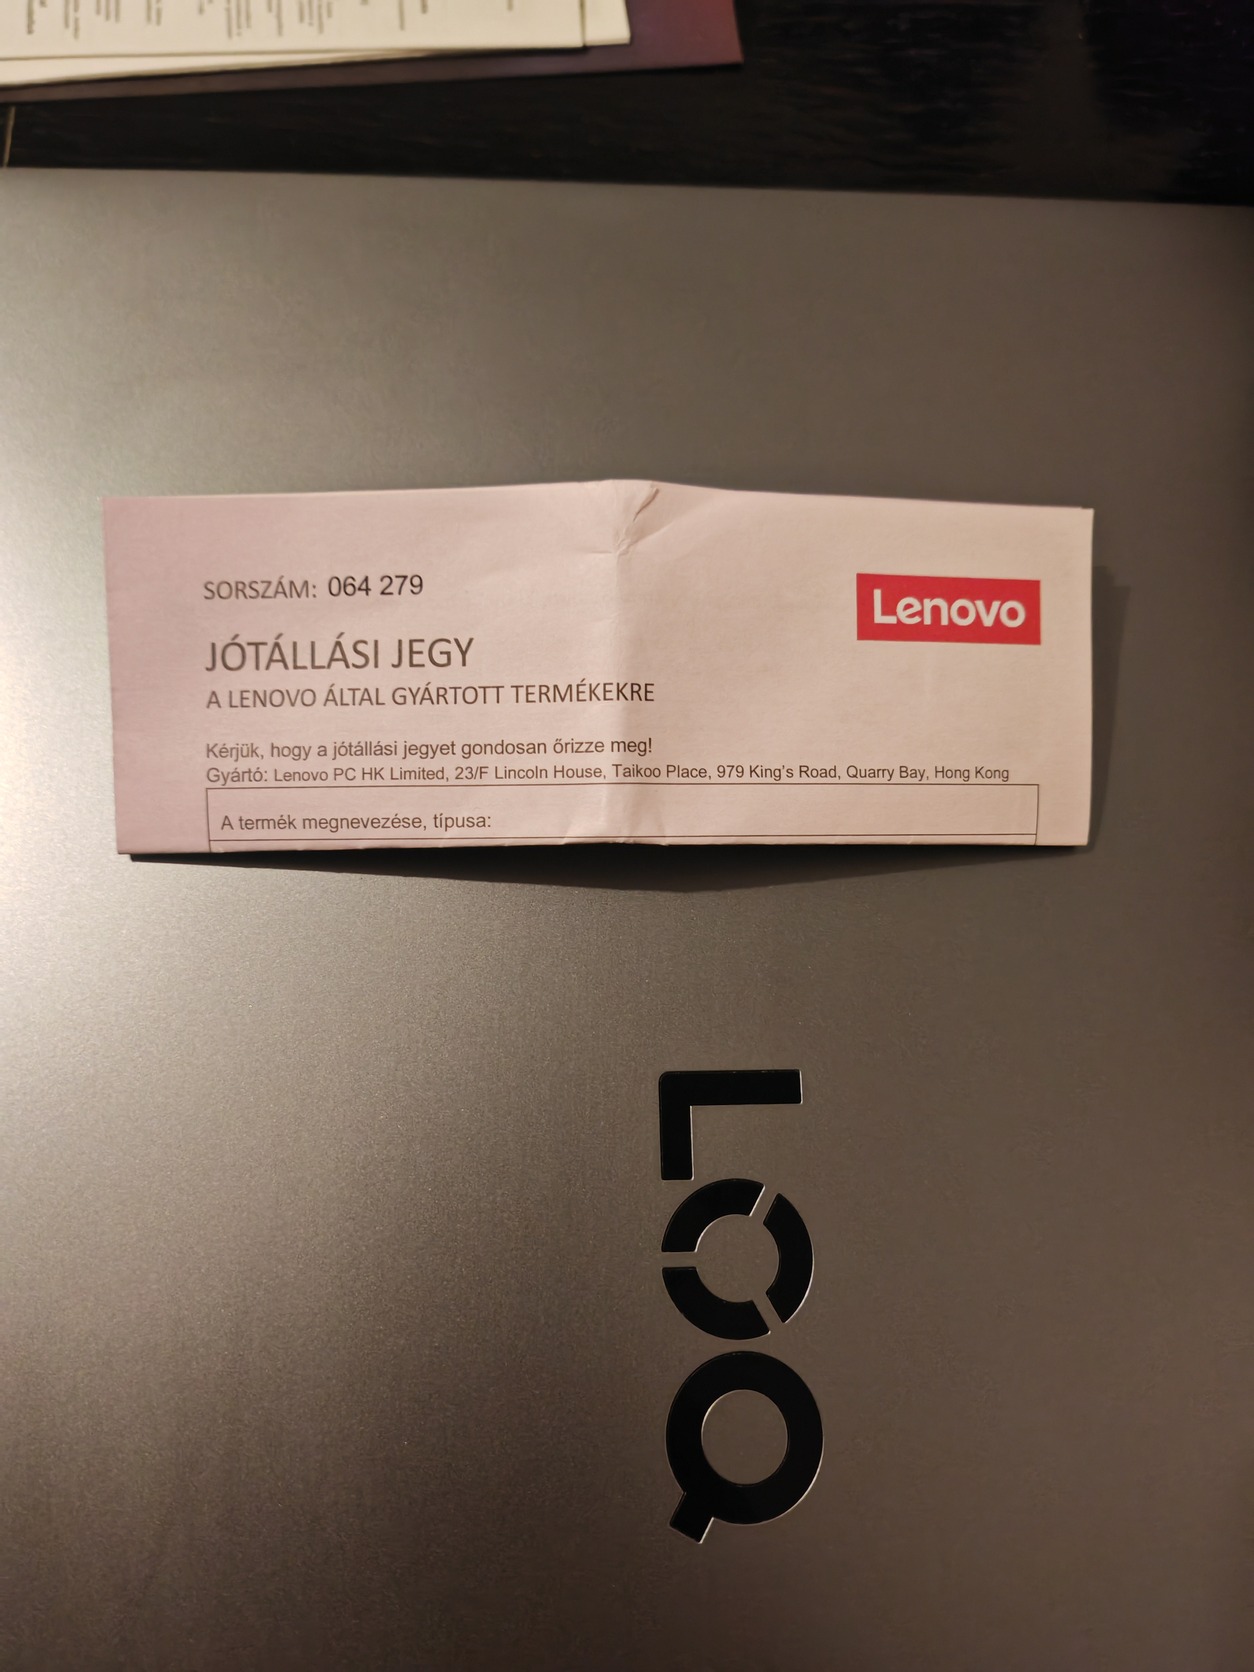 SORSZÁM: 064 279
Lenovo
JÓTÁLLÁSI JEGY
A LENOVO ÁLTAL GYÁRTOTT TERMÉKEKRE
Kérjük, hogy a jótállási jegyet gondosan őrizze meg!
Gyártó: Lenovo PC HK Limited, 23/F Lincoln House, Taikoo Place, 979 King's Road, Quarry Bay, Hong Kong
A termék megnevezése, típusa:
LOQ